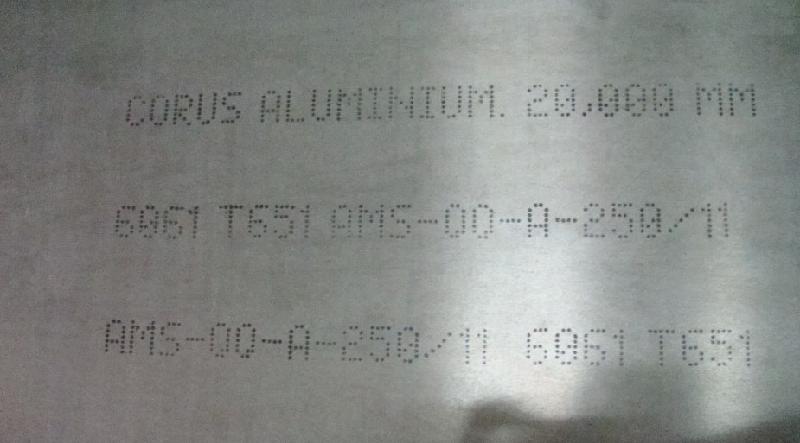 CORUS ALUMINIUM. 20.000 MM
6061 T651 AMS-QQ-A-250/11
AMS-QQ-A-250/11 6061 T651